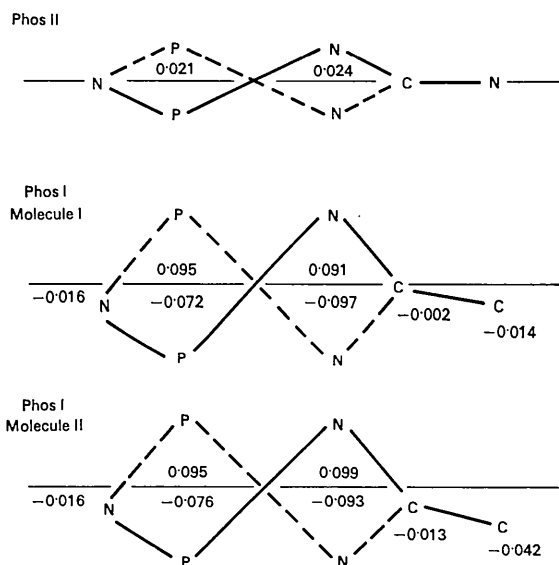 Phos II
P N
0·021 0·024
N C N
P N
Phos I
Molecule I
P N
0·095 0·091
−0·016 N −0·072 −0·097 C
−0·002 C
P N −0·014
Phos I
Molecule II
P N
0·095 0·099
−0·016 N −0·076 −0·093 C
−0·013 C
P N −0·042